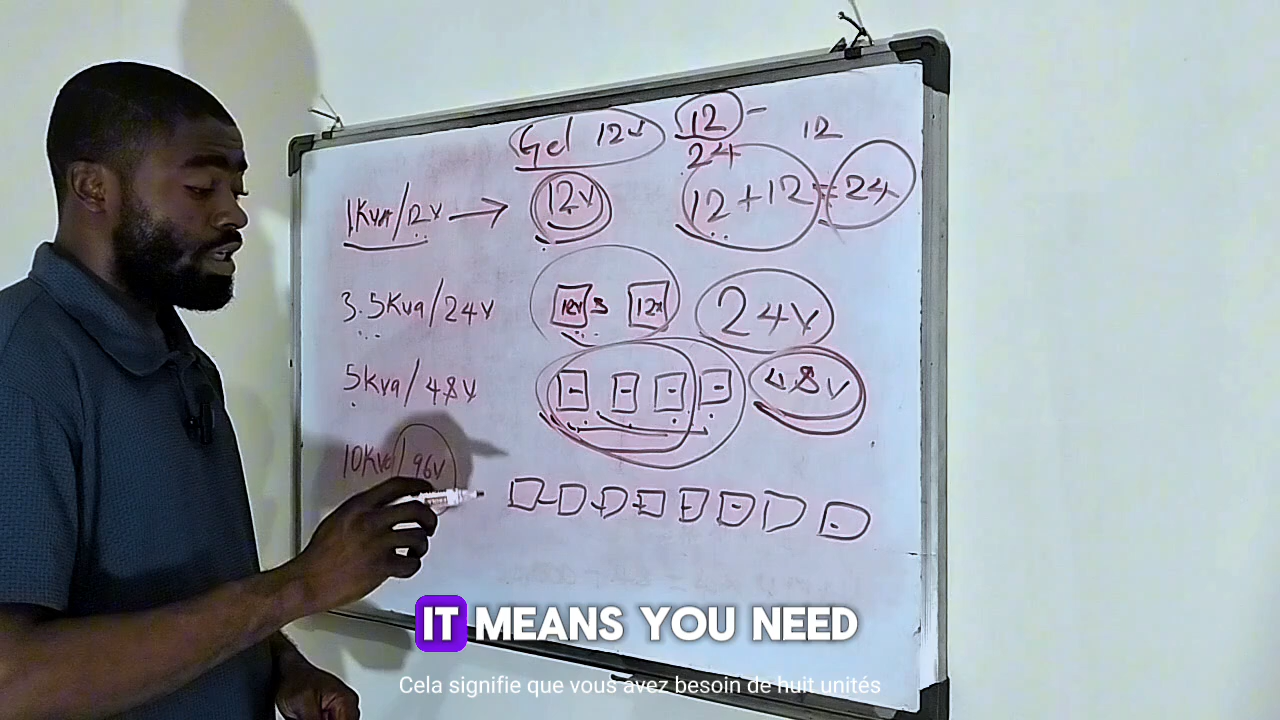 Gel 12v
12 -
24
12
1Kva/12v → 12v
12 + 12 = 24
3.5Kva/24v 12v 12v 24v
5Kva/48v 48v
10Kva/96v
IT MEANS YOU NEED
Cela signifie que vous avez besoin de huit unités